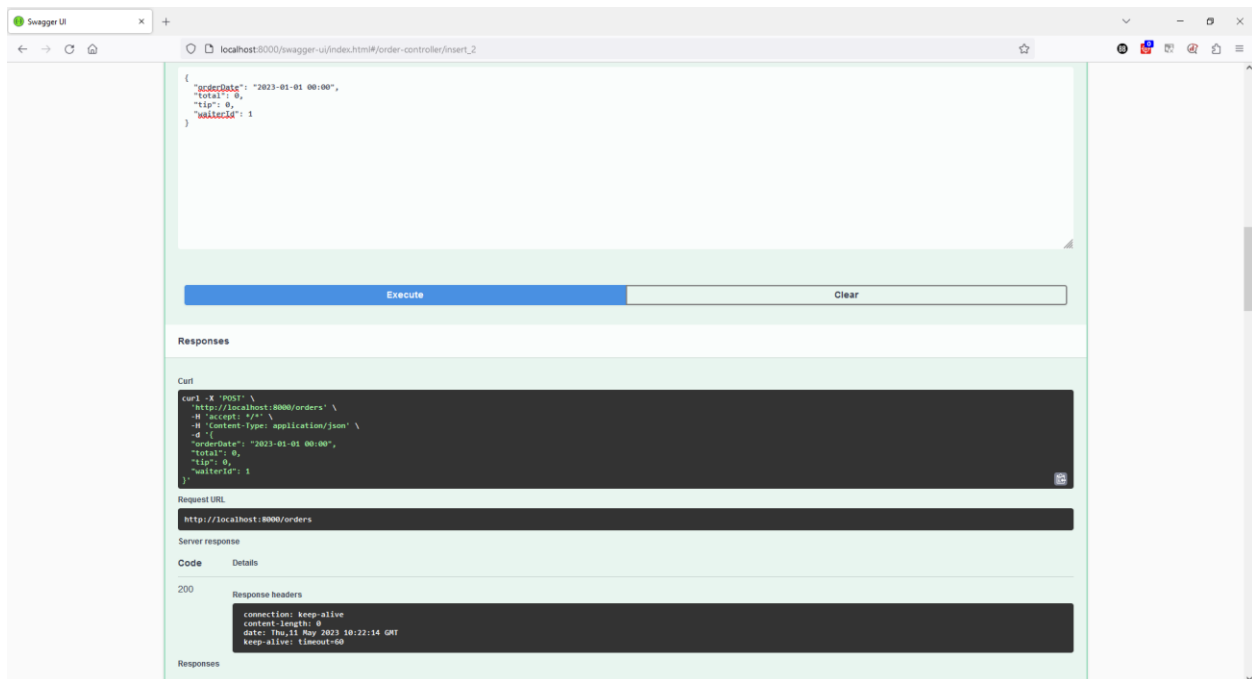 Swagger UI
localhost:8000/swagger-ui/index.html#/order-controller/insert_2
{
"orderDate": "2023-01-01 00:00",
"total": 0,
"tip": 0,
"waiterId": 1
}
Execute
Clear
Responses
Curl
curl -X 'POST' \
'http://localhost:8000/orders' \
-H 'accept: */*' \
-H 'Content-Type: application/json' \
-d '{
"orderDate": "2023-01-01 00:00",
"total": 0,
"tip": 0,
"waiterId": 1
}'
Request URL
http://localhost:8000/orders
Server response
Code Details
200
Response headers
connection: keep-alive
content-length: 0
date: Thu,11 May 2023 10:22:14 GMT
keep-alive: timeout=60
Responses